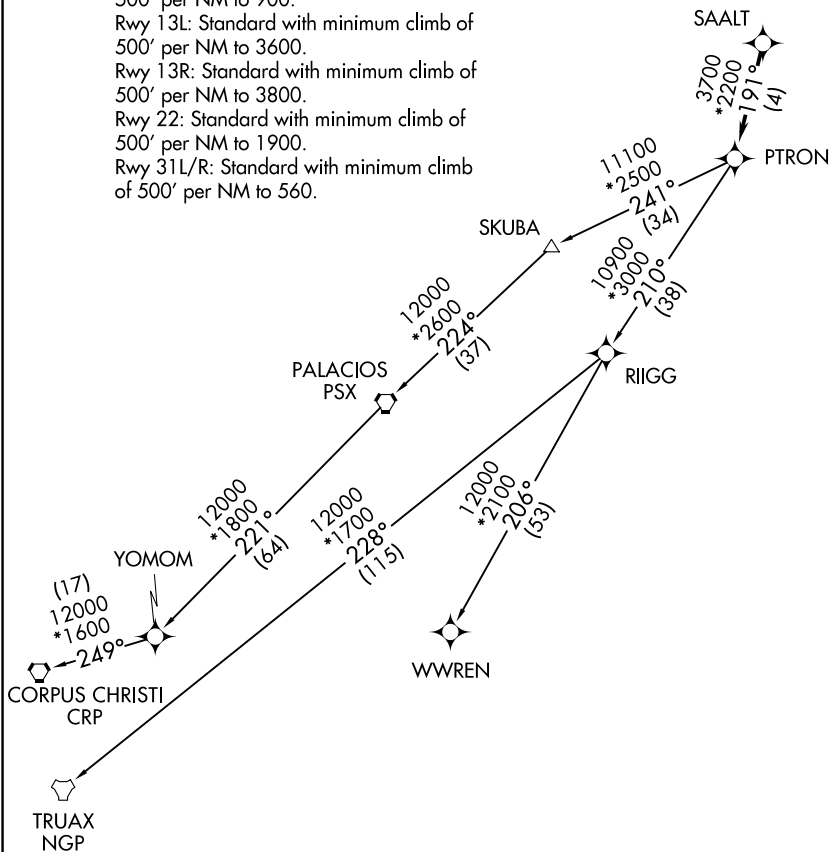 500' per NM to 900.
Rwy 13L: Standard with minimum climb of
500' per NM to 3600.
Rwy 13R: Standard with minimum climb of
500' per NM to 3800.
Rwy 22: Standard with minimum climb of
500' per NM to 1900.
Rwy 31L/R: Standard with minimum climb
of 500' per NM to 560.
SAALT
3700
*2200
191°
(4)
PTRON
11100
*2500
241°
(34)
SKUBA
10900
*3000
210°
(38)
RIIGG
12000
*2600
224°
(37)
PALACIOS
PSX
12000
*1800
221°
(64)
12000
*1700
228°
(115)
12000
*2100
206°
(53)
YOMOM
(17)
12000
*1600
249°
CORPUS CHRISTI
CRP
WWREN
TRUAX
NGP